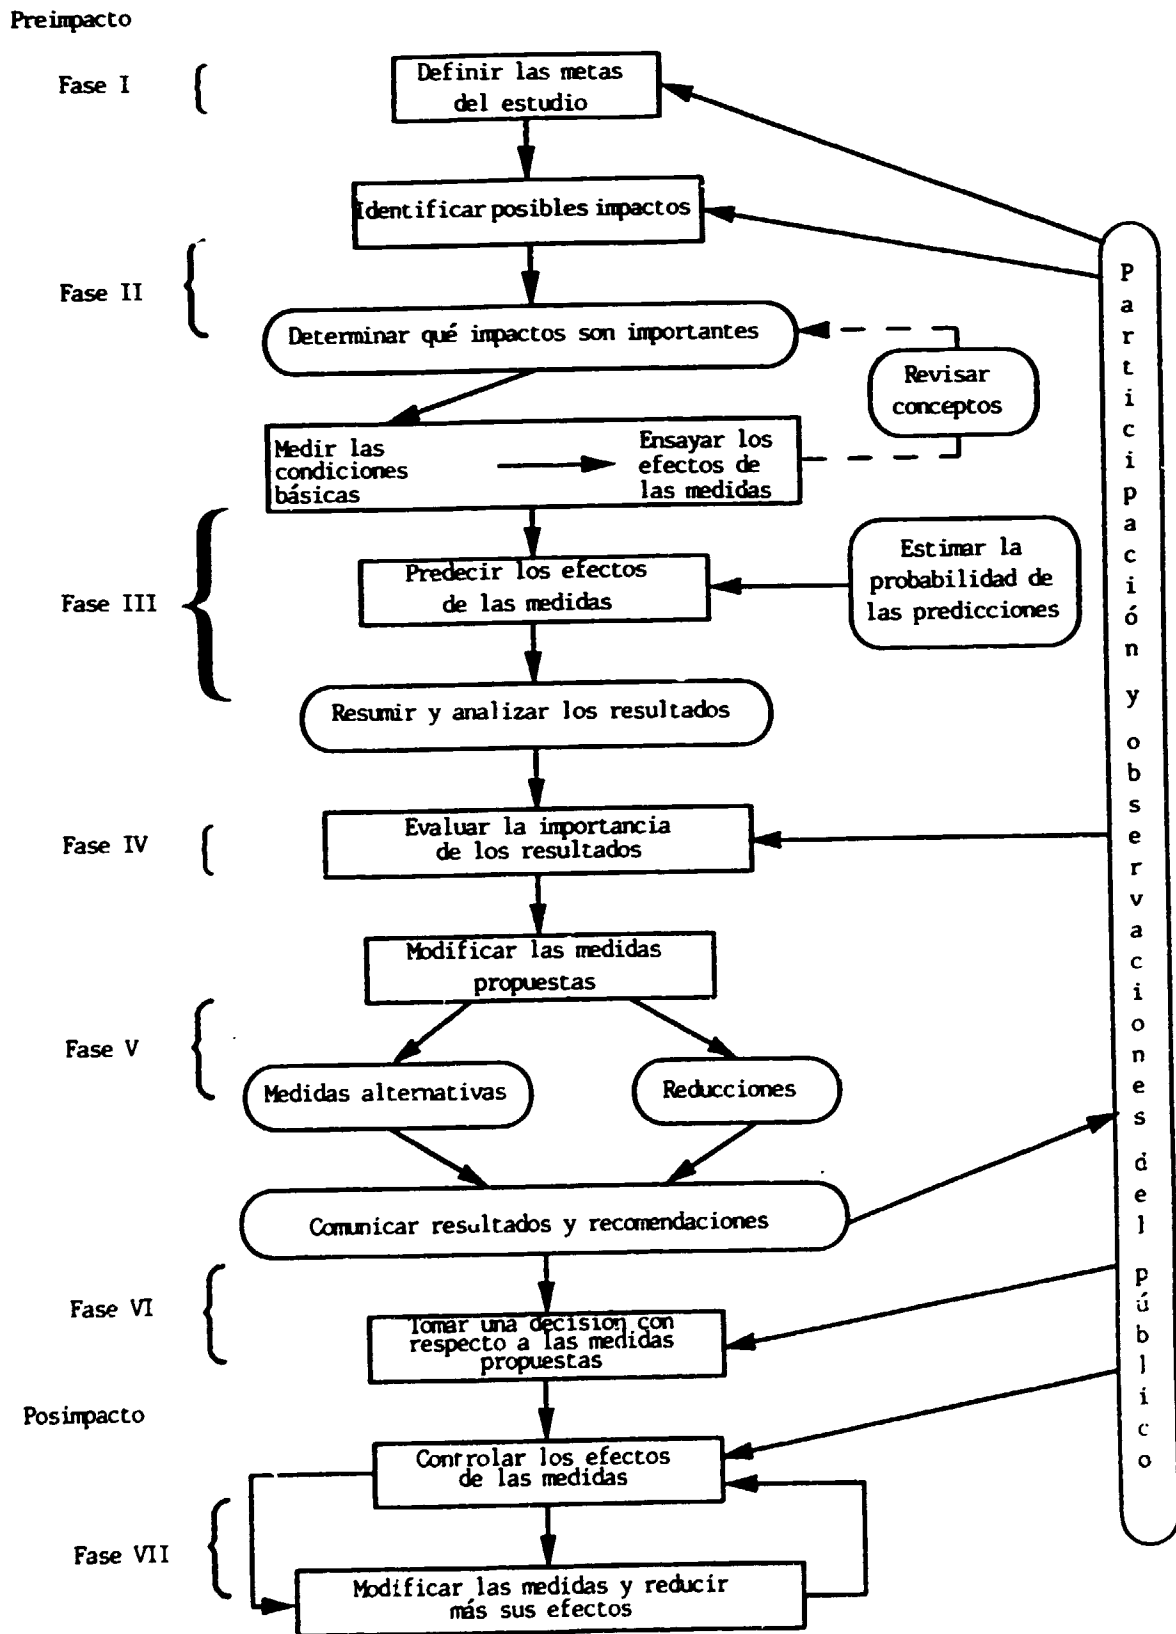 Preimpacto
Fase I
Definir las metas
del estudio
Identificar posibles impactos
Fase II
Determinar qué impactos son importantes
Revisar
conceptos
Medir las
condiciones
básicas
Ensayar los
efectos de
las medidas
Fase III
Predecir los efectos
de las medidas
Estimar la
probabilidad de
las predicciones
Resumir y analizar los resultados
Fase IV
Evaluar la importancia
de los resultados
Modificar las medidas
propuestas
Fase V
Medidas alternativas
Reducciones
Comunicar resultados y recomendaciones
Fase VI
Tomar una decisión con
respecto a las medidas
propuestas
Posimpacto
Controlar los efectos
de las medidas
Fase VII
Modificar las medidas y reducir
más sus efectos
Participación y observaciones del público